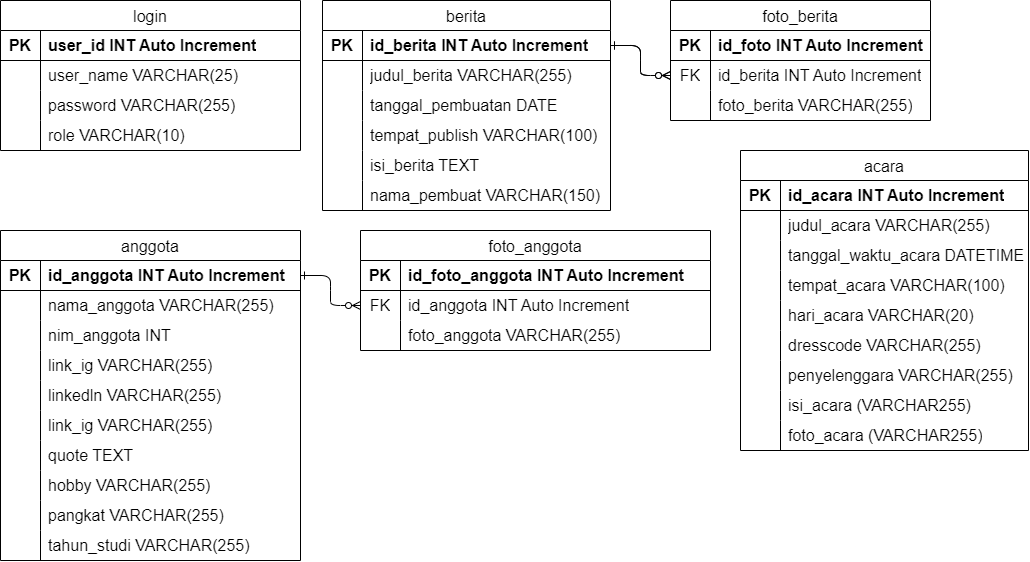 login
PK user_id INT Auto Increment
user_name VARCHAR(25)
password VARCHAR(255)
role VARCHAR(10)
berita
PK id_berita INT Auto Increment
judul_berita VARCHAR(255)
tanggal_pembuatan DATE
tempat_publish VARCHAR(100)
isi_berita TEXT
nama_pembuat VARCHAR(150)
foto_berita
PK id_foto INT Auto Increment
FK id_berita INT Auto Increment
foto_berita VARCHAR(255)
acara
PK id_acara INT Auto Increment
judul_acara VARCHAR(255)
tanggal_waktu_acara DATETIME
tempat_acara VARCHAR(100)
hari_acara VARCHAR(20)
dresscode VARCHAR(255)
penyelenggara VARCHAR(255)
isi_acara (VARCHAR255)
foto_acara (VARCHAR255)
anggota
PK id_anggota INT Auto Increment
nama_anggota VARCHAR(255)
nim_anggota INT
link_ig VARCHAR(255)
linkedln VARCHAR(255)
link_ig VARCHAR(255)
quote TEXT
hobby VARCHAR(255)
pangkat VARCHAR(255)
tahun_studi VARCHAR(255)
foto_anggota
PK id_foto_anggota INT Auto Increment
FK id_anggota INT Auto Increment
foto_anggota VARCHAR(255)